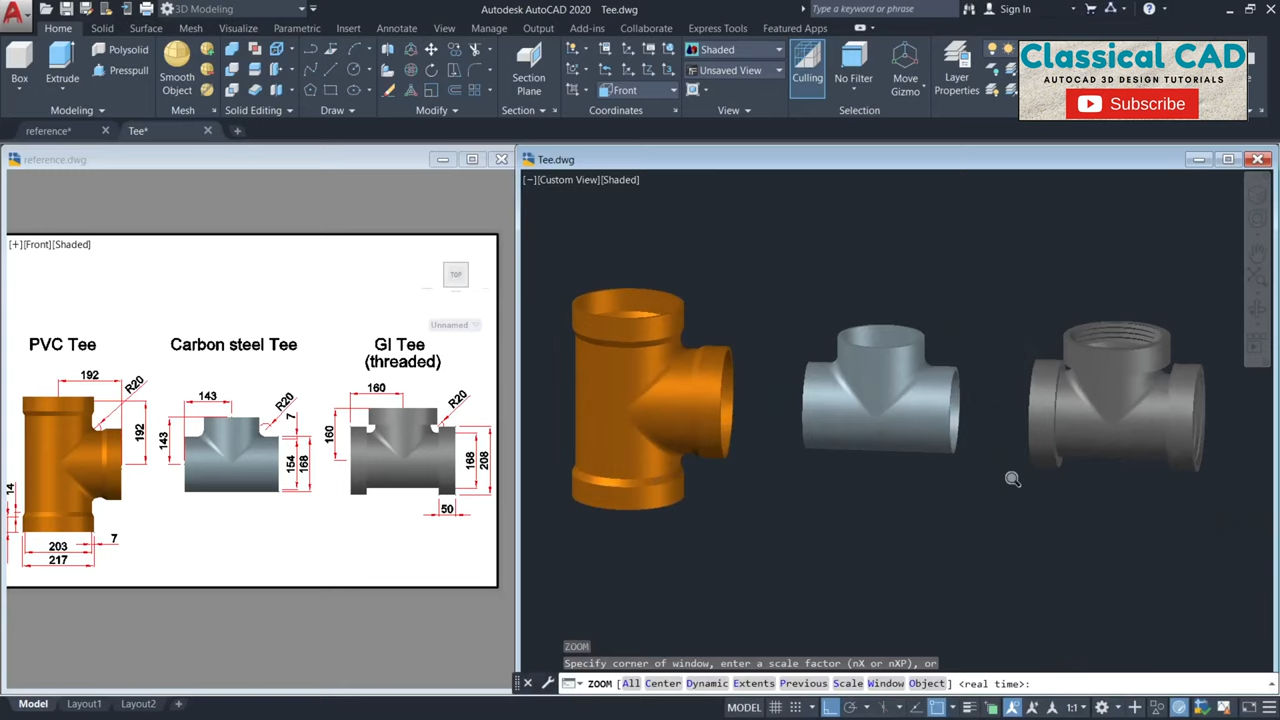 3D Modeling
Autodesk AutoCAD 2020 Tee.dwg
Type a keyword or phrase
Sign In
Home Solid Surface Mesh Visualize Parametric Insert Annotate View Manage Output Add-ins Collaborate Express Tools Featured Apps
Box
Extrude
Polysolid
Presspull
Smooth
Object
Section
Plane
Front
Shaded
Unsaved View
Culling
No Filter
Move
Gizmo
Layer
Properties
Modeling
Mesh
Solid Editing
Draw
Modify
Section
Coordinates
View
Selection
Classical CAD
AUTOCAD 3D DESIGN TUTORIALS
Subscribe
reference*
Tee*
reference.dwg
[+][Front][Shaded]
TOP
Unnamed
PVC Tee
192
R20
192
14
7
203
217
Carbon steel Tee
143
R20
7
143
154
168
GI Tee
(threaded)
160
R20
160
168
208
50
Tee.dwg
[−][Custom View][Shaded]
ZOOM
Specify corner of window, enter a scale factor (nX or nXP), or
ZOOM [All Center Dynamic Extents Previous Scale Window Object] <real time>:
Model Layout1 Layout2
MODEL
1:1